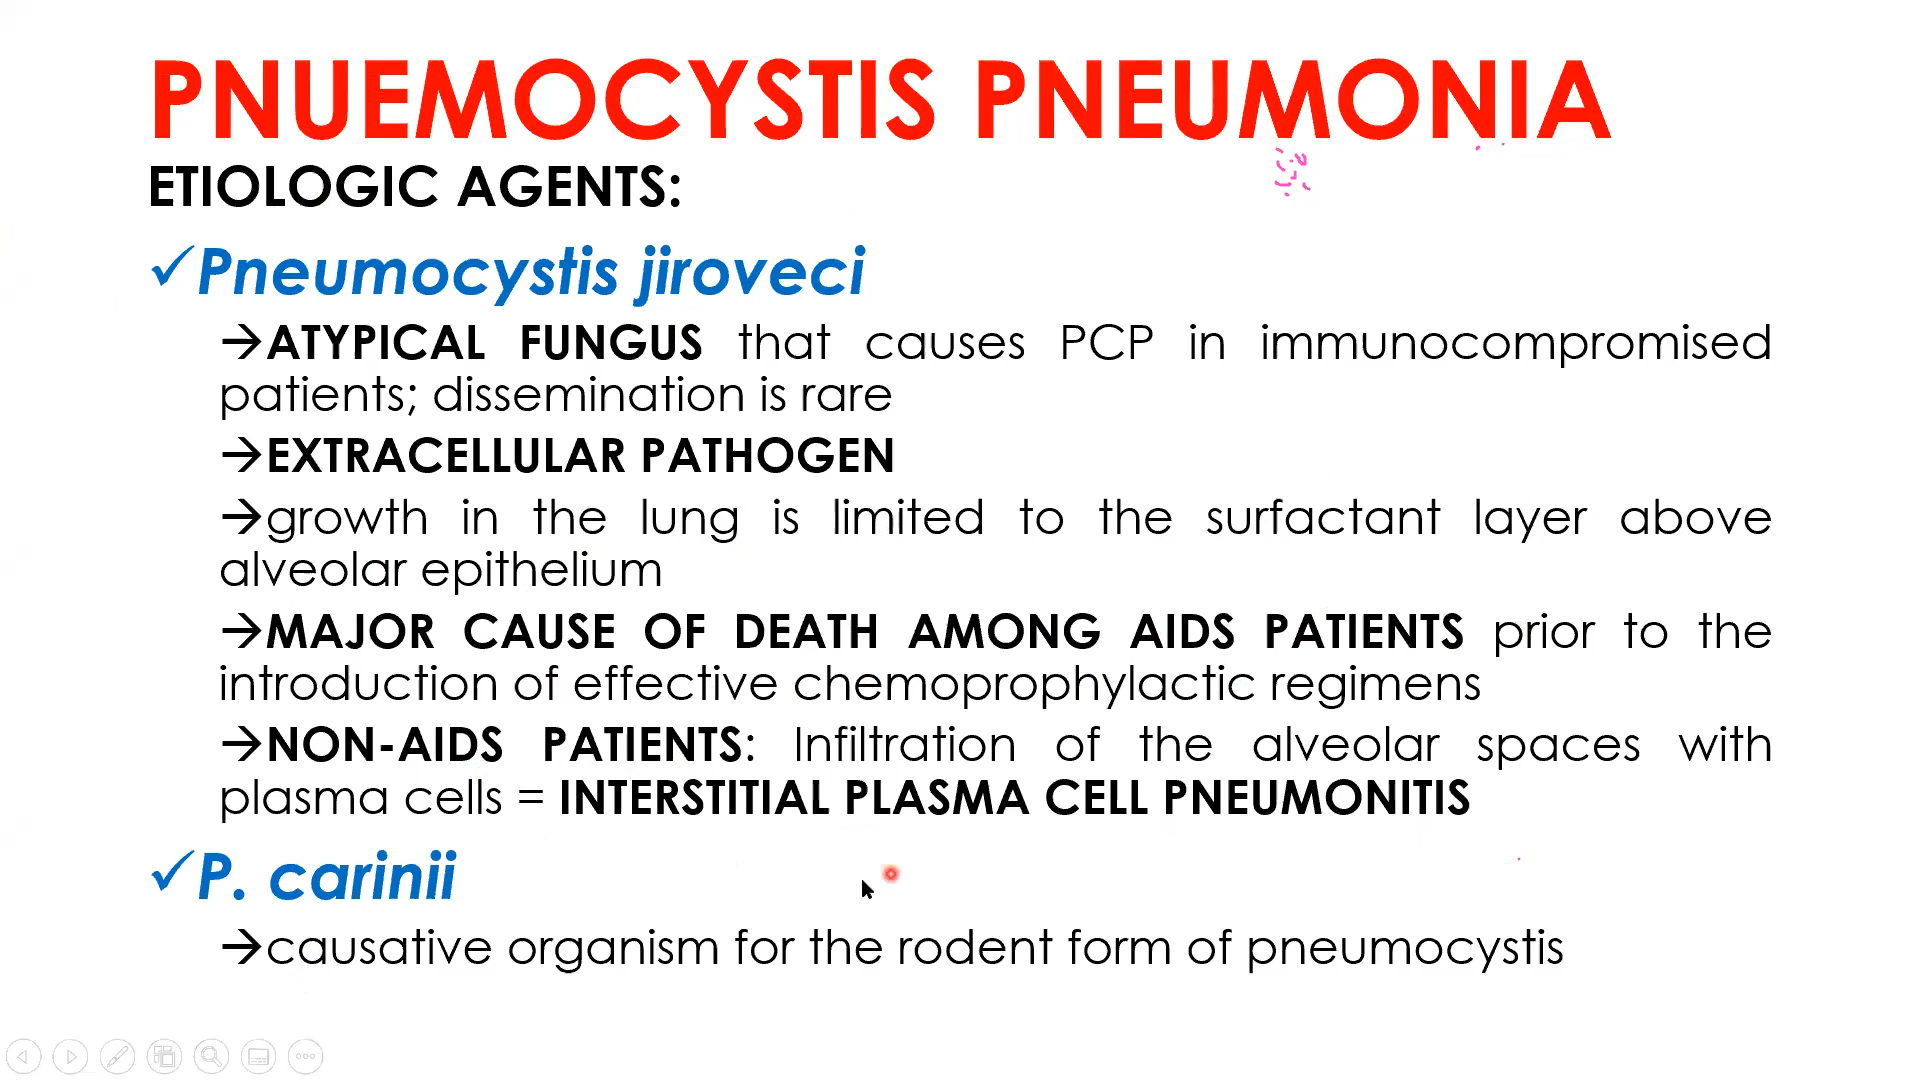 PNUEMOCYSTIS PNEUMONIA
ETIOLOGIC AGENTS:
✓Pneumocystis jiroveci
→ATYPICAL FUNGUS that causes PCP in immunocompromised
patients; dissemination is rare
→EXTRACELLULAR PATHOGEN
→growth in the lung is limited to the surfactant layer above
alveolar epithelium
→MAJOR CAUSE OF DEATH AMONG AIDS PATIENTS prior to the
introduction of effective chemoprophylactic regimens
→NON-AIDS PATIENTS: Infiltration of the alveolar spaces with
plasma cells = INTERSTITIAL PLASMA CELL PNEUMONITIS
✓P. carinii
→causative organism for the rodent form of pneumocystis